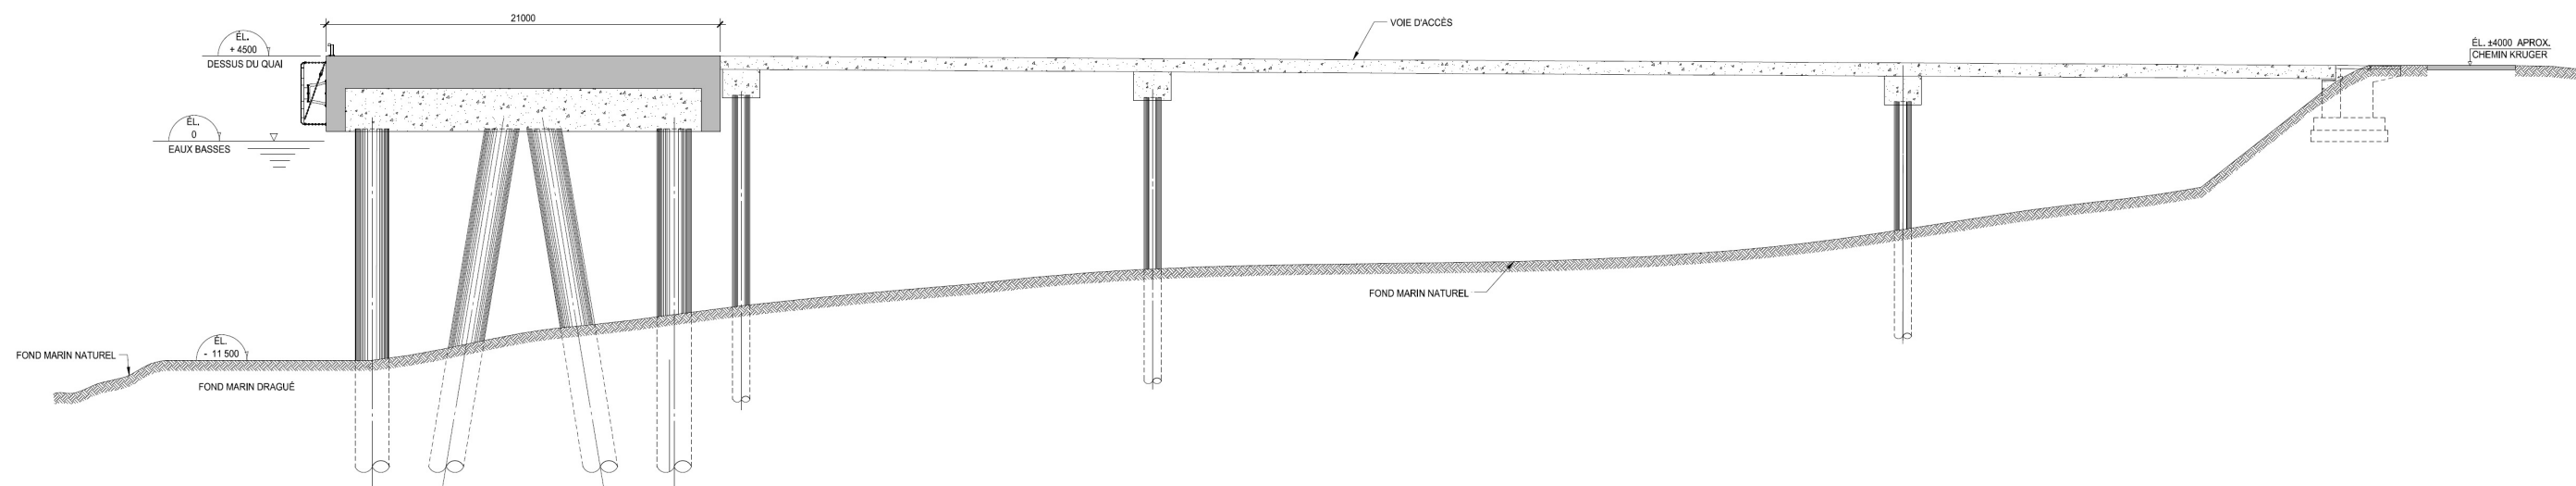 21000
VOIE D'ACCÈS
ÉL.
+ 4500
DESSUS DU QUAI
ÉL. ±4000 APROX.
CHEMIN KRUGER
ÉL.
0
EAUX BASSES
FOND MARIN NATUREL
ÉL.
- 11 500
FOND MARIN NATUREL
FOND MARIN DRAGUÉ